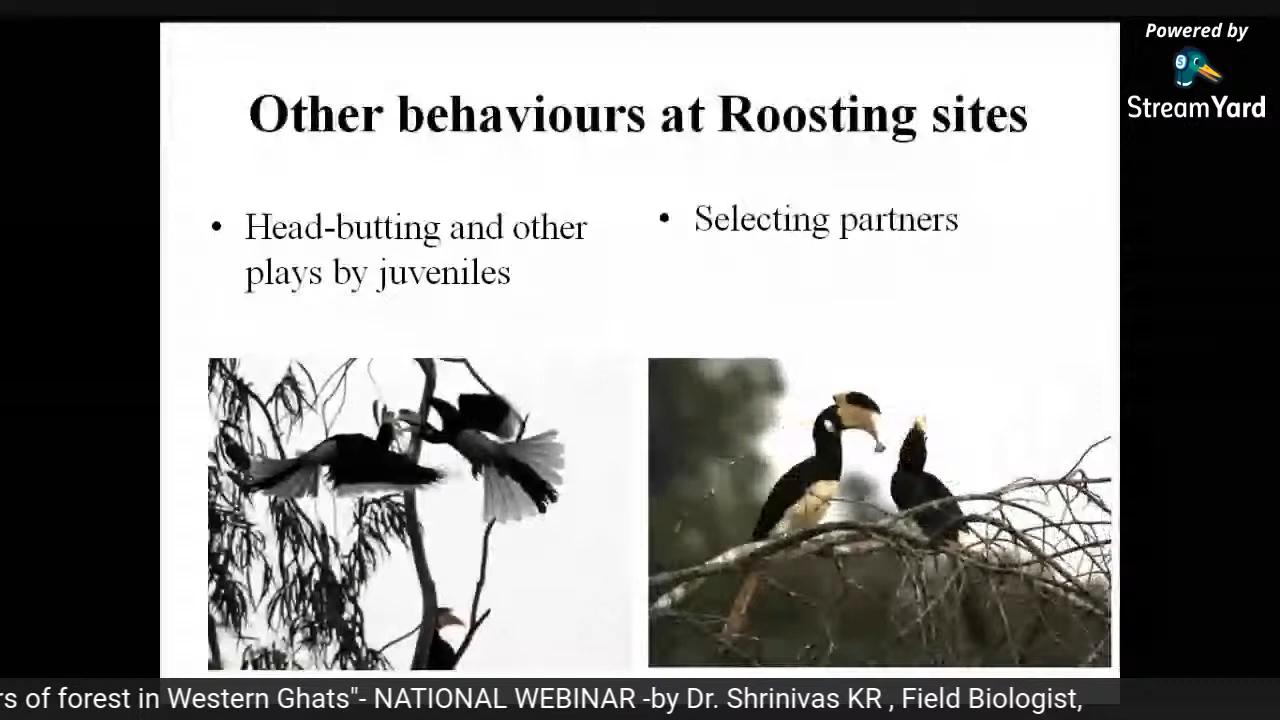 Powered by
StreamYard
Other behaviours at Roosting sites
• Head-butting and other
plays by juveniles
• Selecting partners
rs of forest in Western Ghats"- NATIONAL WEBINAR -by Dr. Shrinivas KR , Field Biologist,